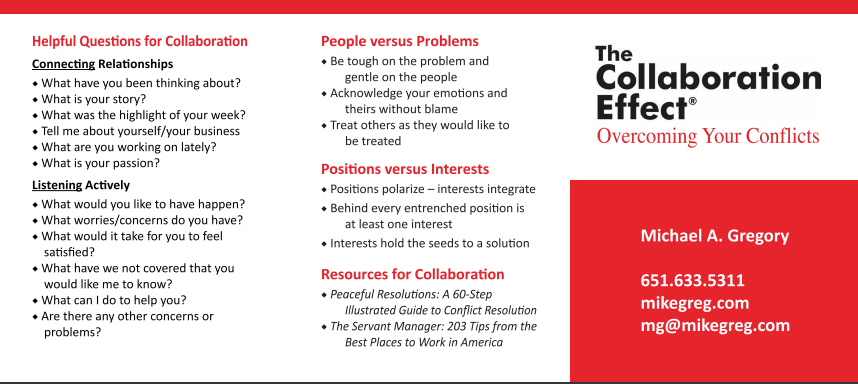 Helpful Questions for Collaboration
Connecting Relationships
◆ What have you been thinking about?
◆ What is your story?
◆ What was the highlight of your week?
◆ Tell me about yourself/your business
◆ What are you working on lately?
◆ What is your passion?
Listening Actively
◆ What would you like to have happen?
◆ What worries/concerns do you have?
◆ What would it take for you to feel
satisfied?
◆ What have we not covered that you
would like me to know?
◆ What can I do to help you?
◆ Are there any other concerns or
problems?
People versus Problems
◆ Be tough on the problem and
gentle on the people
◆ Acknowledge your emotions and
theirs without blame
◆ Treat others as they would like to
be treated
Positions versus Interests
◆ Positions polarize – interests integrate
◆ Behind every entrenched position is
at least one interest
◆ Interests hold the seeds to a solution
Resources for Collaboration
◆ Peaceful Resolutions: A 60-Step
Illustrated Guide to Conflict Resolution
◆ The Servant Manager: 203 Tips from the
Best Places to Work in America
The
Collaboration
Effect®
Overcoming Your Conflicts
Michael A. Gregory
651.633.5311
mikegreg.com
mg@mikegreg.com